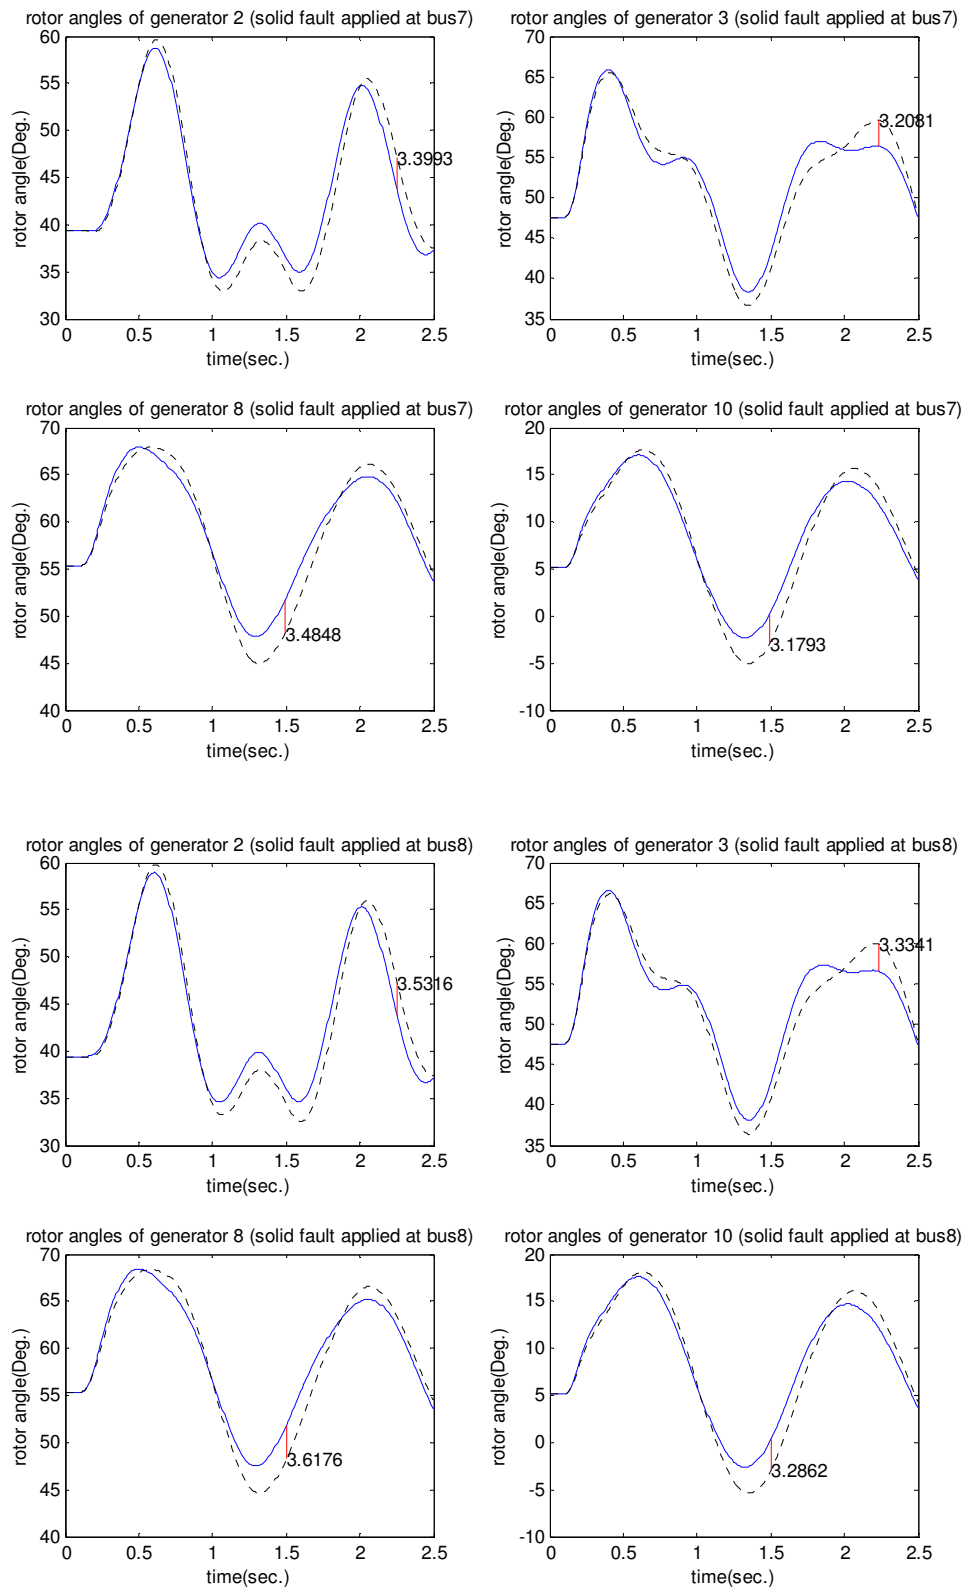 rotor angles of generator 2 (solid fault applied at bus7)
60
55
50
45
40
35
30
rotor angle(Deg.)
3.3993
0 0.5 1 1.5 2 2.5
time(sec.)
rotor angles of generator 3 (solid fault applied at bus7)
70
65
60
55
50
45
40
35
rotor angle(Deg.)
3.2081
0 0.5 1 1.5 2 2.5
time(sec.)
rotor angles of generator 8 (solid fault applied at bus7)
70
65
60
55
50
45
40
rotor angle(Deg.)
3.4848
0 0.5 1 1.5 2 2.5
time(sec.)
rotor angles of generator 10 (solid fault applied at bus7)
20
15
10
5
0
-5
-10
rotor angle(Deg.)
3.1793
0 0.5 1 1.5 2 2.5
time(sec.)
rotor angles of generator 2 (solid fault applied at bus8)
60
55
50
45
40
35
30
rotor angle(Deg.)
3.5316
0 0.5 1 1.5 2 2.5
time(sec.)
rotor angles of generator 3 (solid fault applied at bus8)
70
65
60
55
50
45
40
35
rotor angle(Deg.)
3.3341
0 0.5 1 1.5 2 2.5
time(sec.)
rotor angles of generator 8 (solid fault applied at bus8)
70
65
60
55
50
45
40
rotor angle(Deg.)
3.6176
0 0.5 1 1.5 2 2.5
time(sec.)
rotor angles of generator 10 (solid fault applied at bus8)
20
15
10
5
0
-5
-10
rotor angle(Deg.)
3.2862
0 0.5 1 1.5 2 2.5
time(sec.)